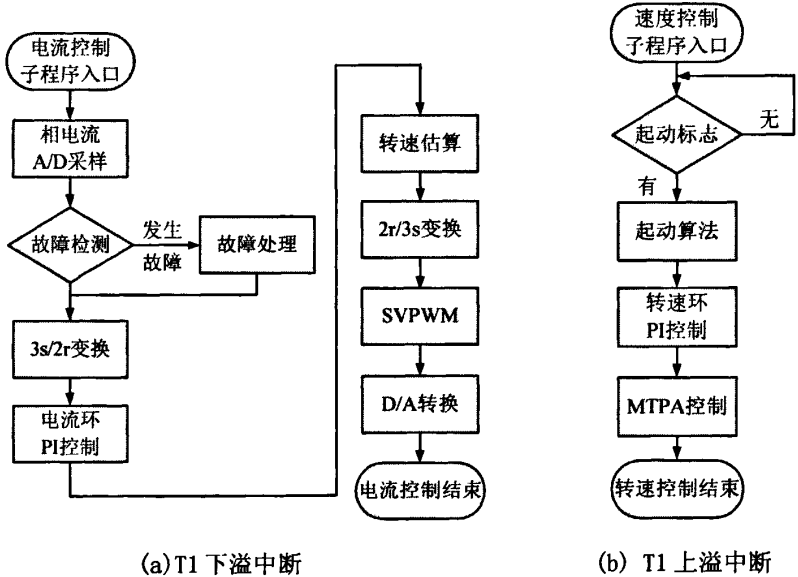 电流控制
子程序入口
相电流
A/D采样
故障检测
发生
故障
故障处理
3s/2r变换
电流环
PI控制
转速估算
2r/3s变换
SVPWM
D/A转换
电流控制结束
(a)T1下溢中断
速度控制
子程序入口
起动标志
无
有
起动算法
转速环
PI控制
MTPA控制
转速控制结束
(b) T1上溢中断